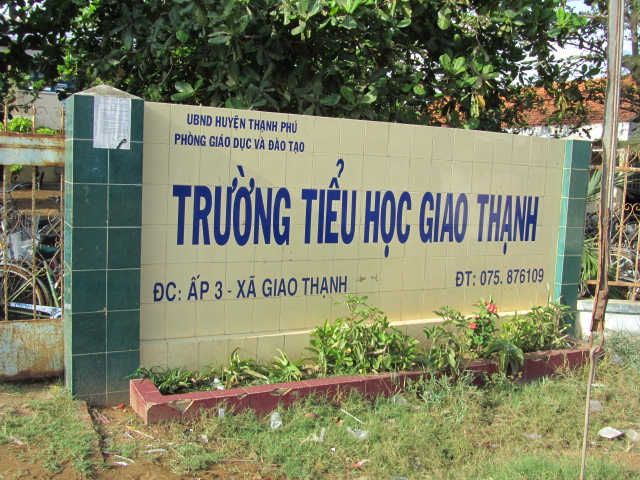 UBND HUYỆN THẠNH PHÚ
PHÒNG GIÁO DỤC VÀ ĐÀO TẠO
TRƯỜNG TIỂU HỌC GIAO THẠNH
ĐC: ẤP 3 - XÃ GIAO THẠNH
ĐT: 075. 876109